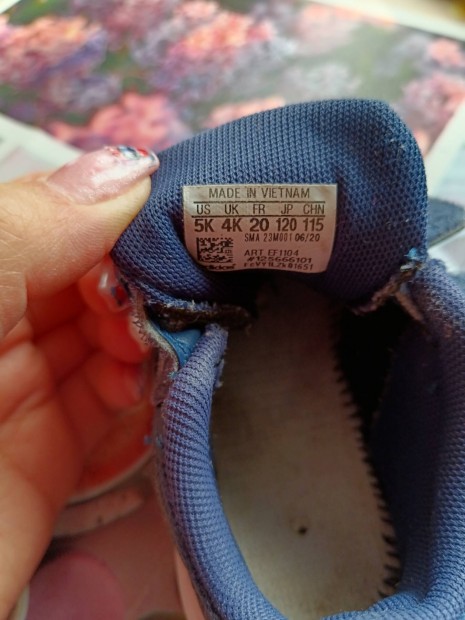 MADE IN VIETNAM
US UK FR JP CHN
5K 4K 20 120 115
SMA 23M001 06/20
ART EF1104
#125666101